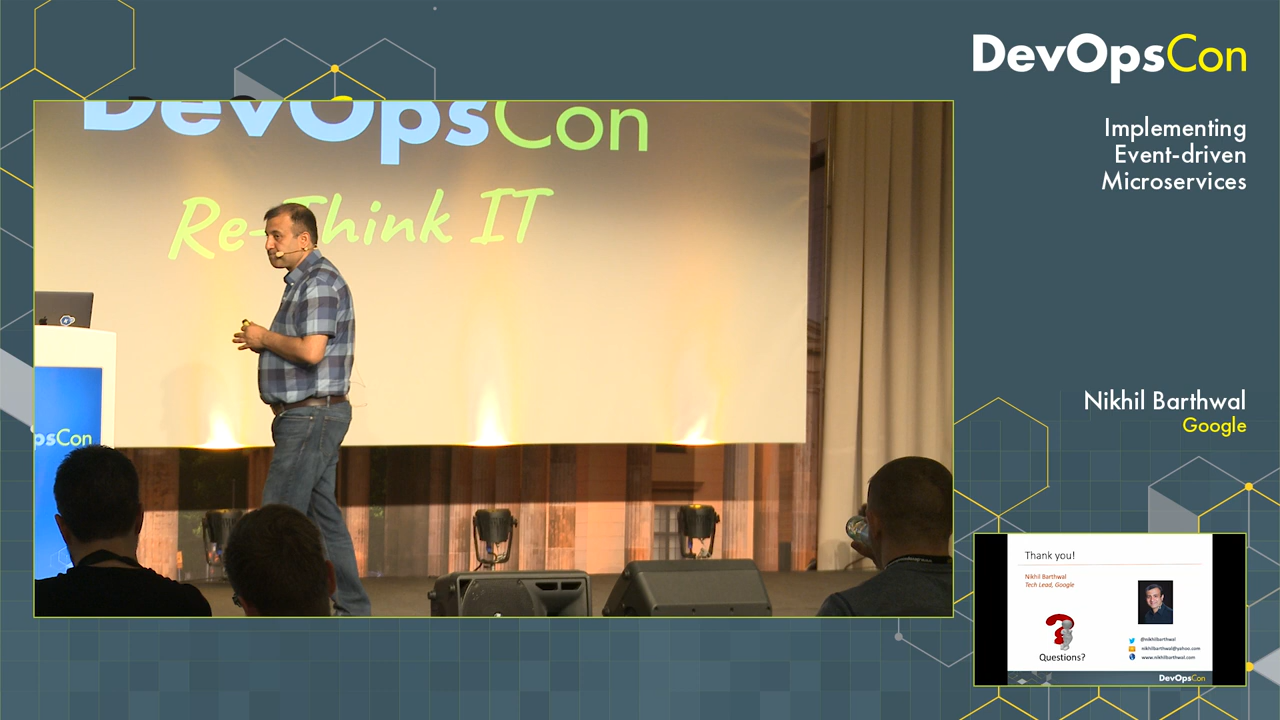 DevOpsCon
Implementing
Event-driven
Microservices
DevOpsCon
Re-Think IT
psCon
Nikhil Barthwal
Google
Thank you!
Nikhil Barthwal
Tech Lead, Google
Questions?
@nikhilbarthwal
nikhilbarthwal@yahoo.com
www.nikhilbarthwal.com
DevOpsCon